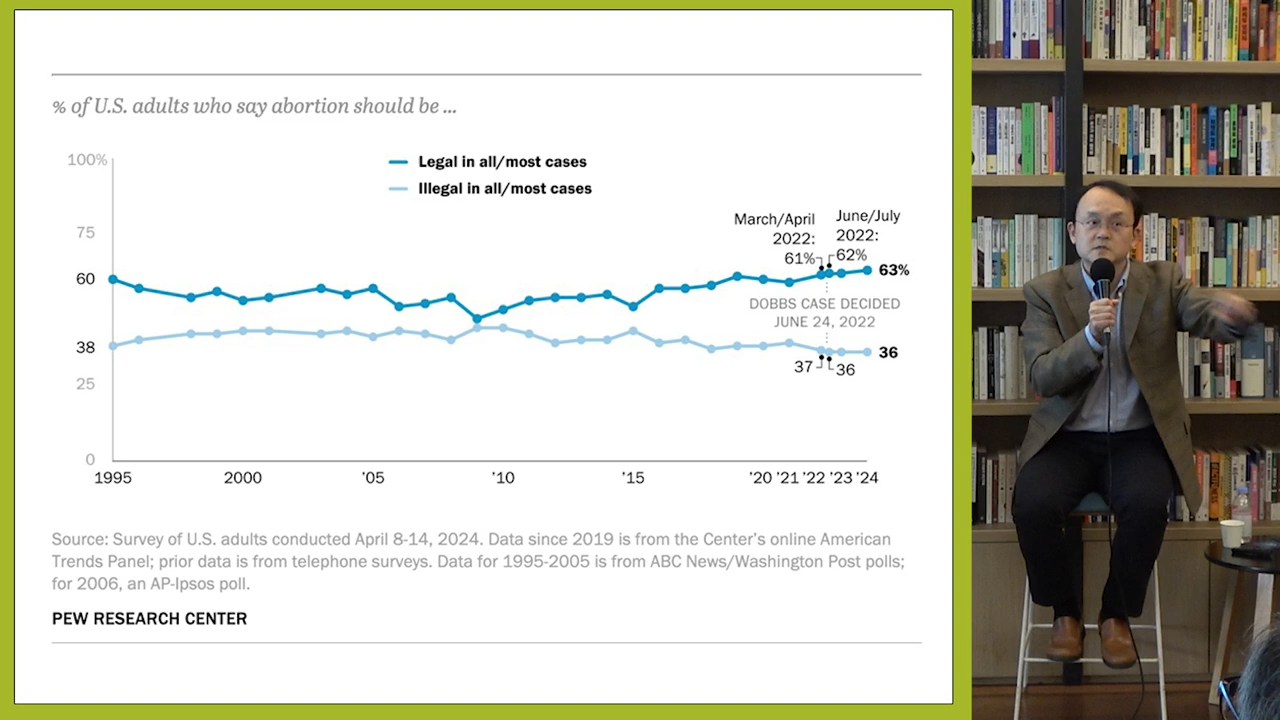 % of U.S. adults who say abortion should be ...
100%
Legal in all/most cases
Illegal in all/most cases
75
60
38
25
0
March/April
2022:
61%
June/July
2022:
62%
63%
DOBBS CASE DECIDED
JUNE 24, 2022
36
37
36
1995
2000
'05
'10
'15
'20 '21 '22 '23 '24
Source: Survey of U.S. adults conducted April 8-14, 2024. Data since 2019 is from the Center's online American
Trends Panel; prior data is from telephone surveys. Data for 1995-2005 is from ABC News/Washington Post polls;
for 2006, an AP-Ipsos poll.
PEW RESEARCH CENTER